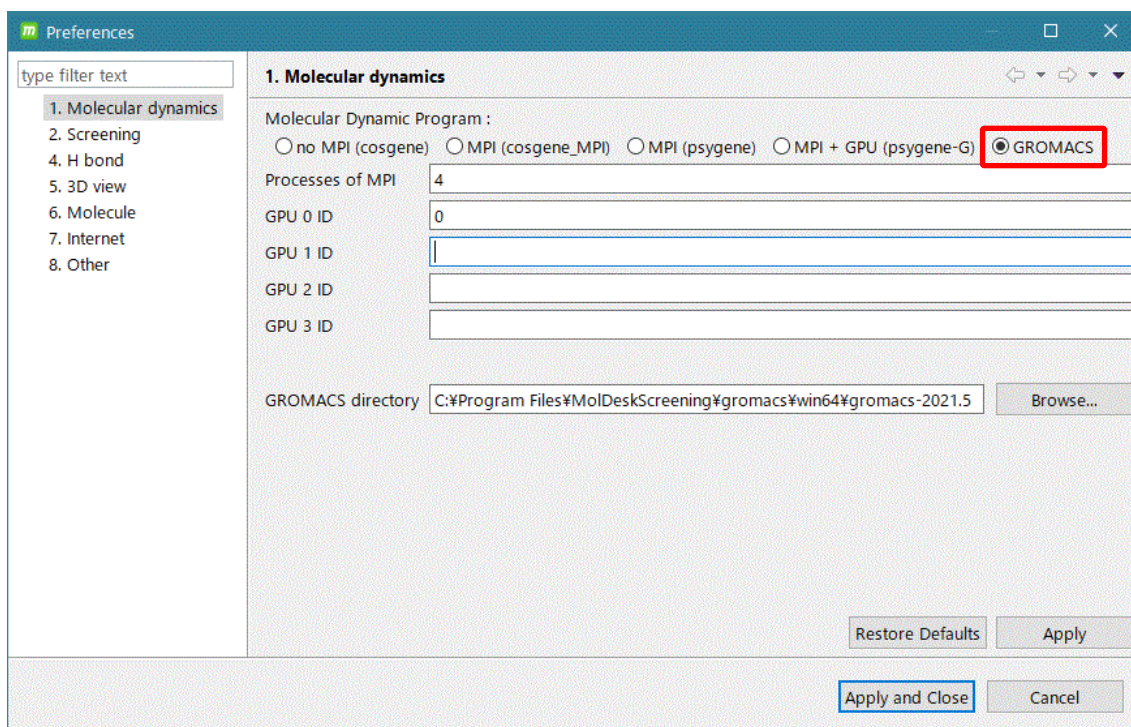 m Preferences
type filter text
1. Molecular dynamics
2. Screening
4. H bond
5. 3D view
6. Molecule
7. Internet
8. Other
1. Molecular dynamics
Molecular Dynamic Program :
no MPI (cosgene) MPI (cosgene_MPI) MPI (psygene) MPI + GPU (psygene-G) GROMACS
Processes of MPI 4
GPU 0 ID 0
GPU 1 ID
GPU 2 ID
GPU 3 ID
GROMACS directory C:¥Program Files¥MolDeskScreening¥gromacs¥win64¥gromacs-2021.5 Browse...
Restore Defaults Apply
Apply and Close Cancel